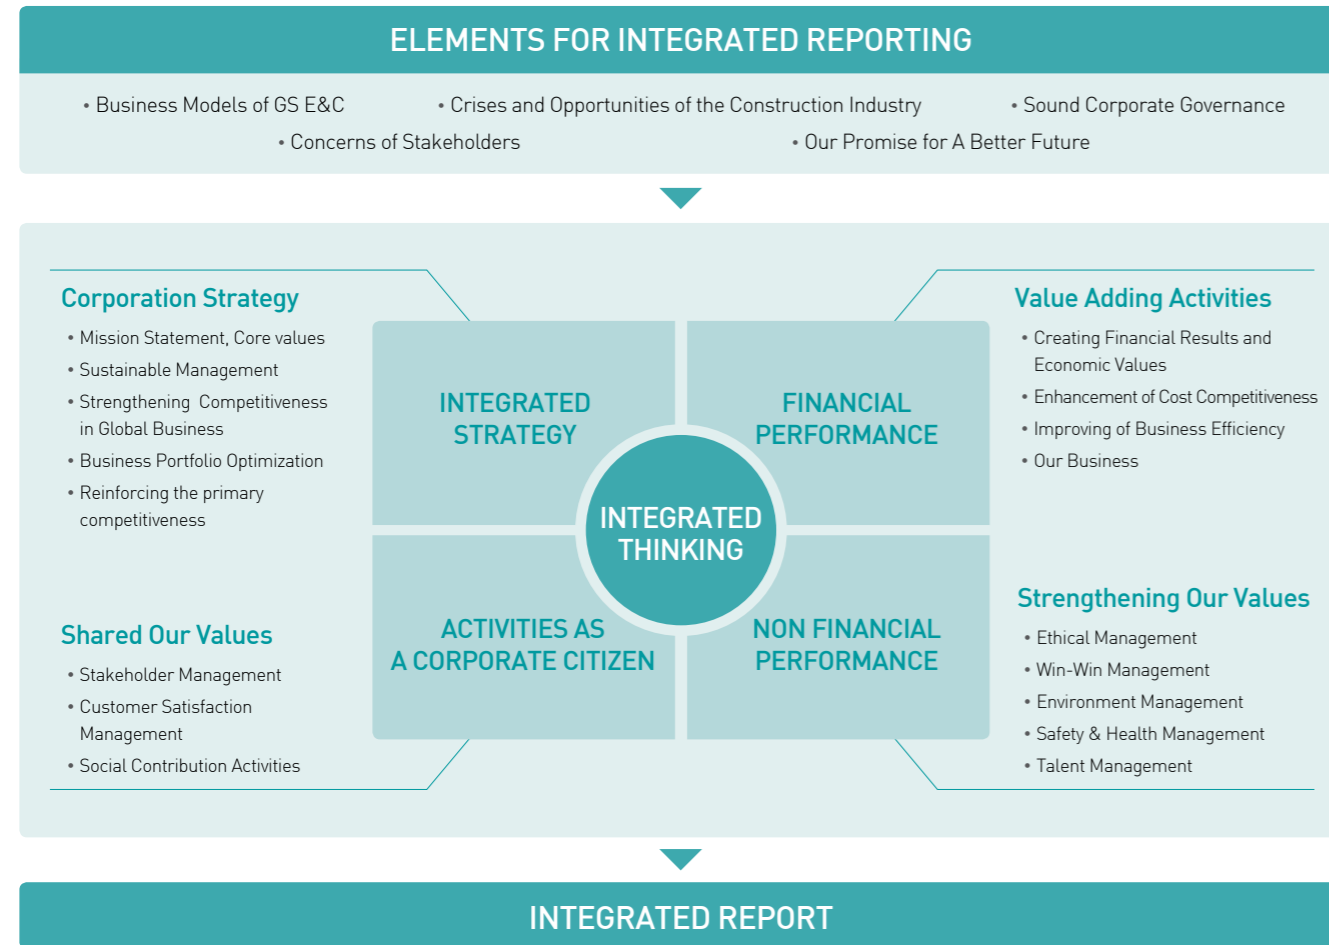 ELEMENTS FOR INTEGRATED REPORTING
• Business Models of GS E&C • Crises and Opportunities of the Construction Industry • Sound Corporate Governance
• Concerns of Stakeholders • Our Promise for A Better Future
Corporation Strategy
• Mission Statement, Core values
• Sustainable Management
• Strengthening Competitiveness
in Global Business
• Business Portfolio Optimization
• Reinforcing the primary
competitiveness
INTEGRATED
STRATEGY
FINANCIAL
PERFORMANCE
Value Adding Activities
• Creating Financial Results and
Economic Values
• Enhancement of Cost Competitiveness
• Improving of Business Efficiency
• Our Business
INTEGRATED
THINKING
Shared Our Values
• Stakeholder Management
• Customer Satisfaction
Management
• Social Contribution Activities
ACTIVITIES AS
A CORPORATE CITIZEN
NON FINANCIAL
PERFORMANCE
Strengthening Our Values
• Ethical Management
• Win-Win Management
• Environment Management
• Safety & Health Management
• Talent Management
INTEGRATED REPORT